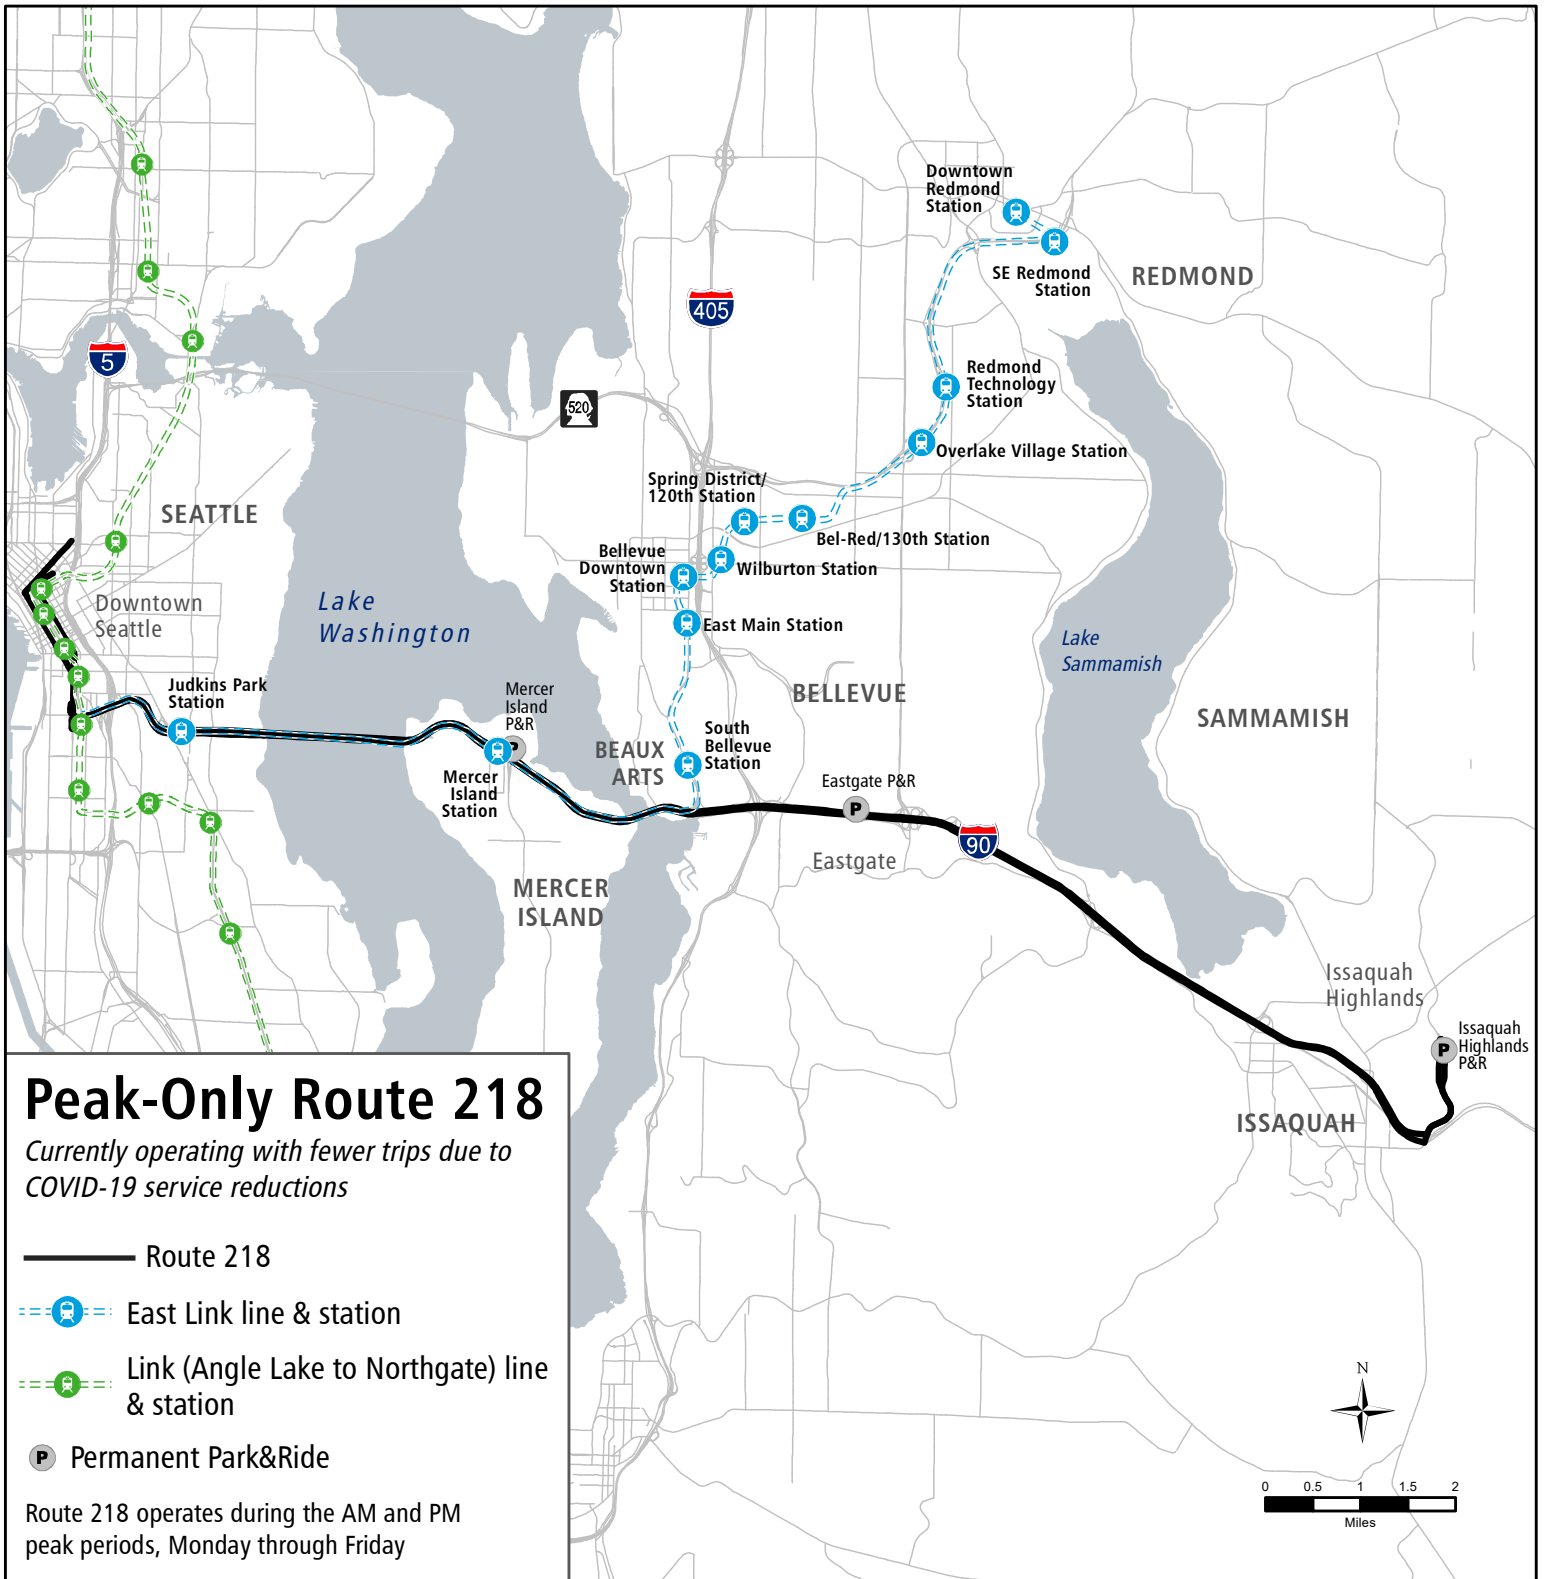 Downtown
Redmond
Station
SE Redmond
Station
REDMOND
405
5
520
Redmond
Technology
Station
Overlake Village Station
Spring District/
120th Station
SEATTLE
Bel-Red/130th Station
Bellevue
Downtown
Station
Wilburton Station
Downtown
Seattle
Lake
Washington
East Main Station
Lake
Sammamish
Judkins Park
Station
Mercer
Island
P&R
P
BELLEVUE
SAMMAMISH
South
Bellevue
Station
BEAUX
ARTS
Mercer
Island
Station
Eastgate P&R
P
90
Eastgate
MERCER
ISLAND
Issaquah
Highlands
Issaquah
Highlands
P&R
P
ISSAQUAH
Peak-Only Route 218
Currently operating with fewer trips due to
COVID-19 service reductions
Route 218
East Link line & station
Link (Angle Lake to Northgate) line
& station
P Permanent Park&Ride
Route 218 operates during the AM and PM
peak periods, Monday through Friday
N
0 0.5 1 1.5 2
Miles